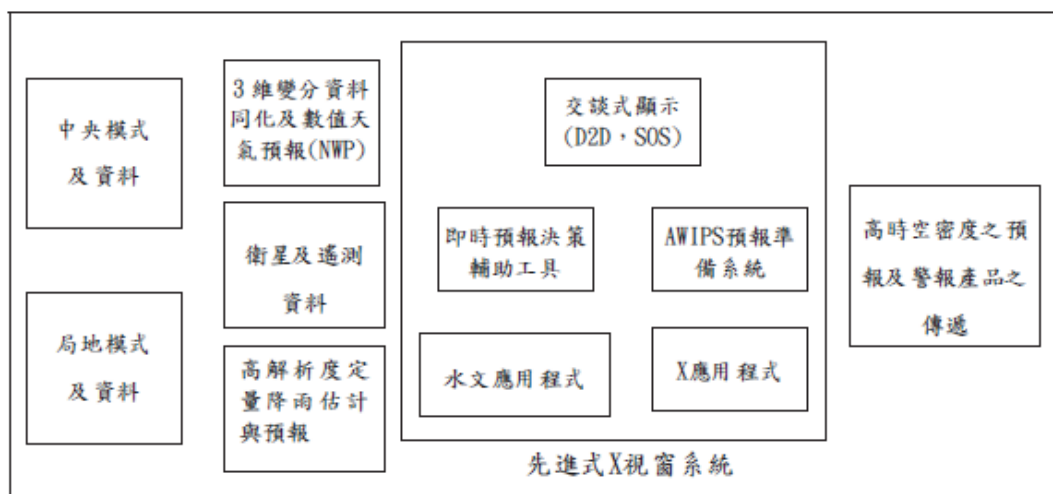 中央模式
及資料
局地模式
及資料
3維變分資料
同化及數值天
氣預報(NWP)
衛星及遙測
資料
高解析度定
量降雨估計
與預報
交談式顯示
(D2D,SOS)
即時預報決策
輔助工具
AWIPS預報準
備系統
水文應用程式
X應用程式
先進式X視窗系統
高時空密度之預
報及警報產品之
傳遞